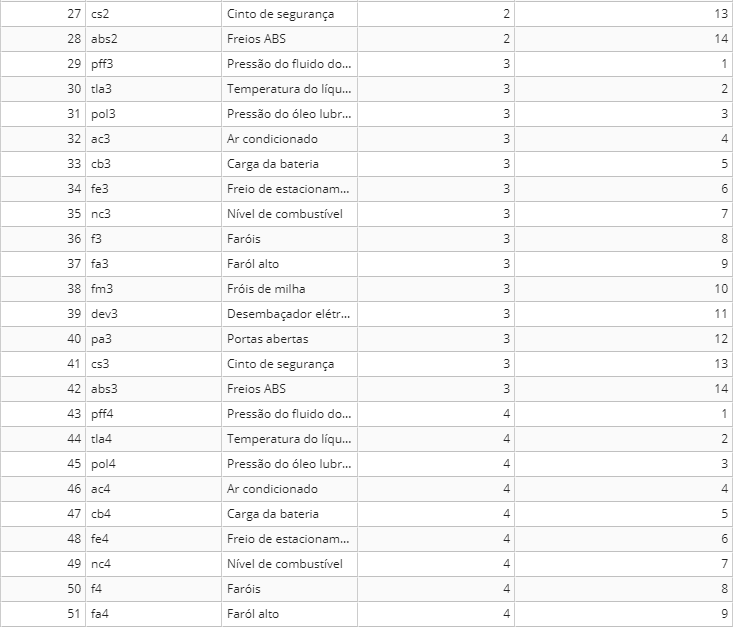 27 cs2 Cinto de segurança 2 13
28 abs2 Freios ABS 2 14
29 pff3 Pressão do fluido do... 3 1
30 tla3 Temperatura do líqu... 3 2
31 pol3 Pressão do óleo lubr... 3 3
32 ac3 Ar condicionado 3 4
33 cb3 Carga da bateria 3 5
34 fe3 Freio de estacionam... 3 6
35 nc3 Nível de combustível 3 7
36 f3 Faróis 3 8
37 fa3 Faról alto 3 9
38 fm3 Fróis de milha 3 10
39 dev3 Desembaçador elétr... 3 11
40 pa3 Portas abertas 3 12
41 cs3 Cinto de segurança 3 13
42 abs3 Freios ABS 3 14
43 pff4 Pressão do fluido do... 4 1
44 tla4 Temperatura do líqu... 4 2
45 pol4 Pressão do óleo lubr... 4 3
46 ac4 Ar condicionado 4 4
47 cb4 Carga da bateria 4 5
48 fe4 Freio de estacionam... 4 6
49 nc4 Nível de combustível 4 7
50 f4 Faróis 4 8
51 fa4 Faról alto 4 9